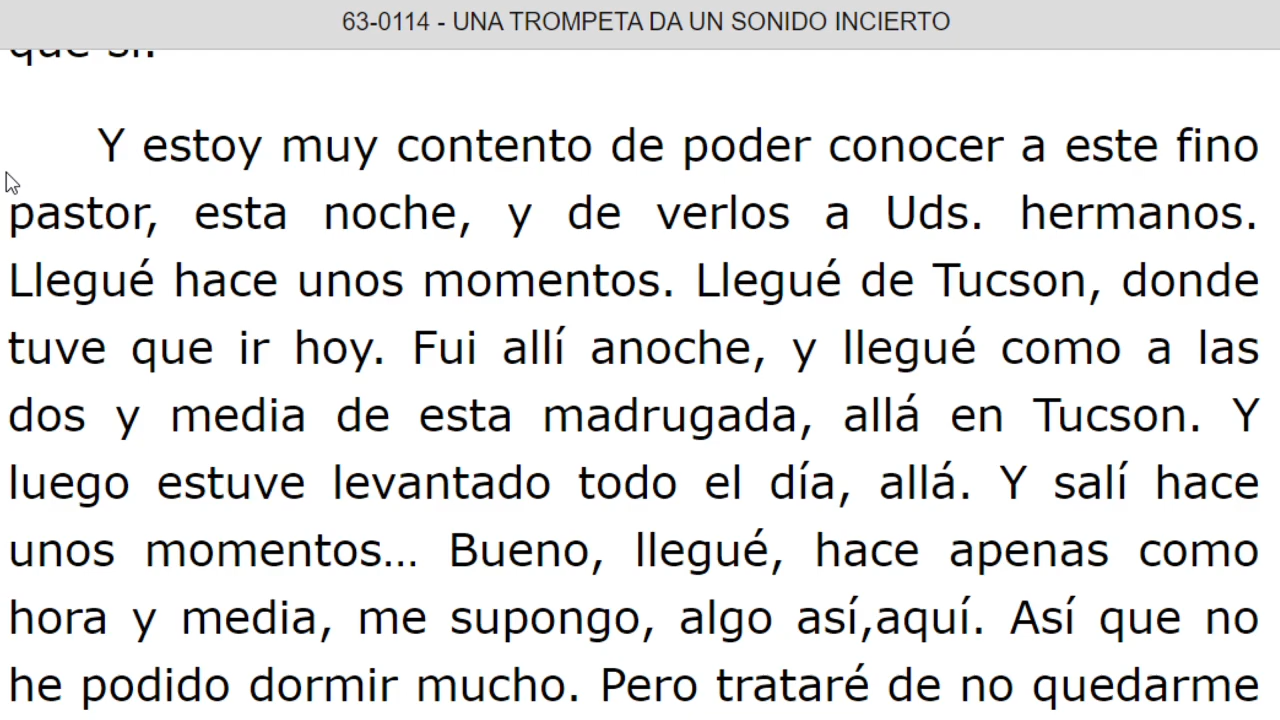 63-0114 - UNA TROMPETA DA UN SONIDO INCIERTO
que sí.
Y estoy muy contento de poder conocer a este fino
pastor, esta noche, y de verlos a Uds. hermanos.
Llegué hace unos momentos. Llegué de Tucson, donde
tuve que ir hoy. Fui allí anoche, y llegué como a las
dos y media de esta madrugada, allá en Tucson. Y
luego estuve levantado todo el día, allá. Y salí hace
unos momentos... Bueno, llegué, hace apenas como
hora y media, me supongo, algo así,aquí. Así que no
he podido dormir mucho. Pero trataré de no quedarme